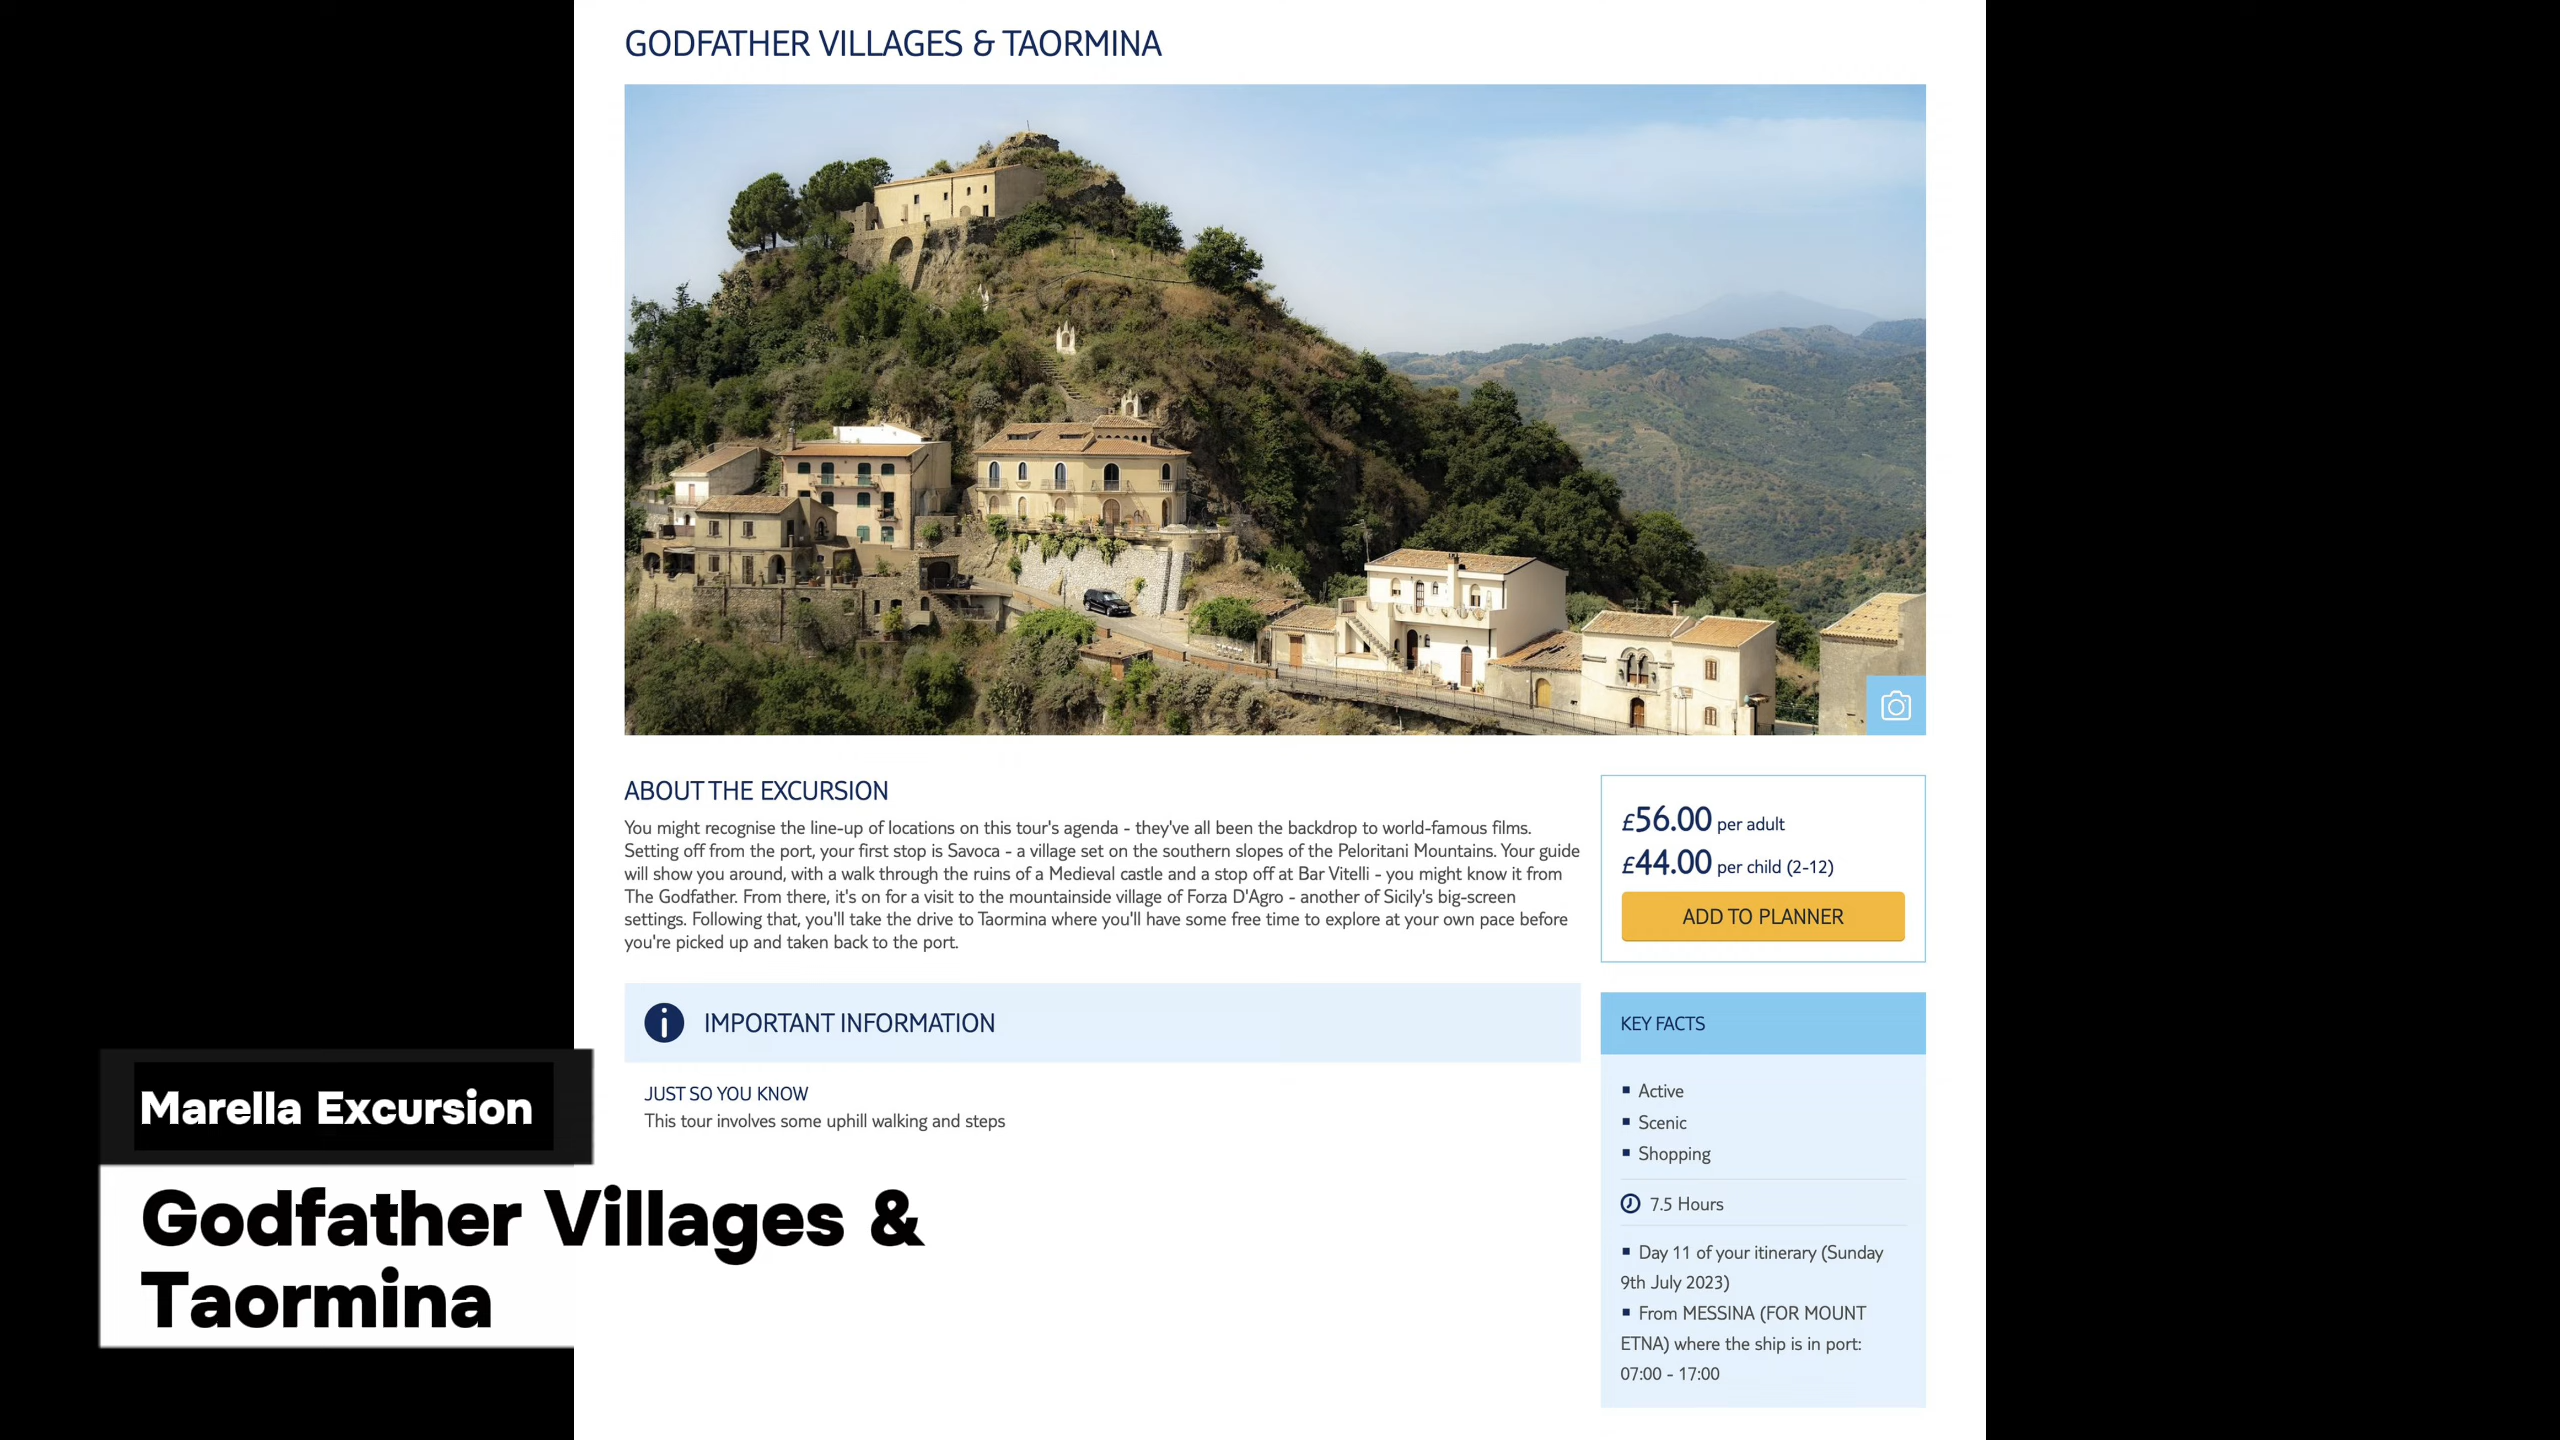 GODFATHER VILLAGES & TAORMINA
ABOUT THE EXCURSION
You might recognise the line-up of locations on this tour's agenda - they've all been the backdrop to world-famous films.
Setting off from the port, your first stop is Savoca - a village set on the southern slopes of the Peloritani Mountains. Your guide
will show you around, with a walk through the ruins of a Medieval castle and a stop off at Bar Vitelli - you might know it from
The Godfather. From there, it's on for a visit to the mountainside village of Forza D'Agro - another of Sicily's big-screen
settings. Following that, you'll take the drive to Taormina where you'll have some free time to explore at your own pace before
you're picked up and taken back to the port.
IMPORTANT INFORMATION
JUST SO YOU KNOW
This tour involves some uphill walking and steps
£56.00 per adult
£44.00 per child (2-12)
ADD TO PLANNER
KEY FACTS
Active
Scenic
Shopping
7.5 Hours
Day 11 of your itinerary (Sunday
9th July 2023)
From MESSINA (FOR MOUNT
ETNA) where the ship is in port:
07:00 - 17:00
Marella Excursion
Godfather Villages &
Taormina